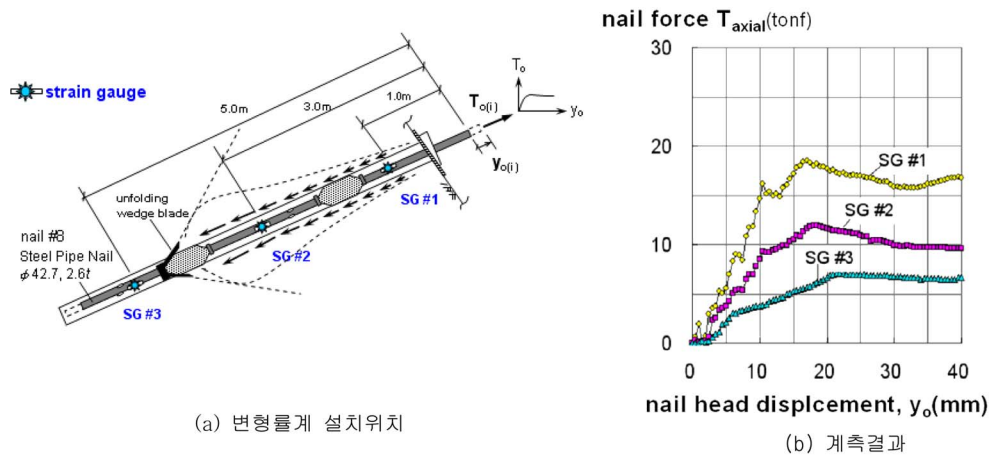 strain gauge
5.0m
3.0m
1.0m
To
yo
To(i)
yo(i)
unfolding
wedge blade
nail #8
Steel Pipe Nail
ϕ42.7, 2.6t
SG #1
SG #2
SG #3
(a) 변형률계 설치위치
nail force Taxial(tonf)
30
20
10
0
SG #1
SG #2
SG #3
0 10 20 30 40
nail head displcement, yo(mm)
(b) 계측결과